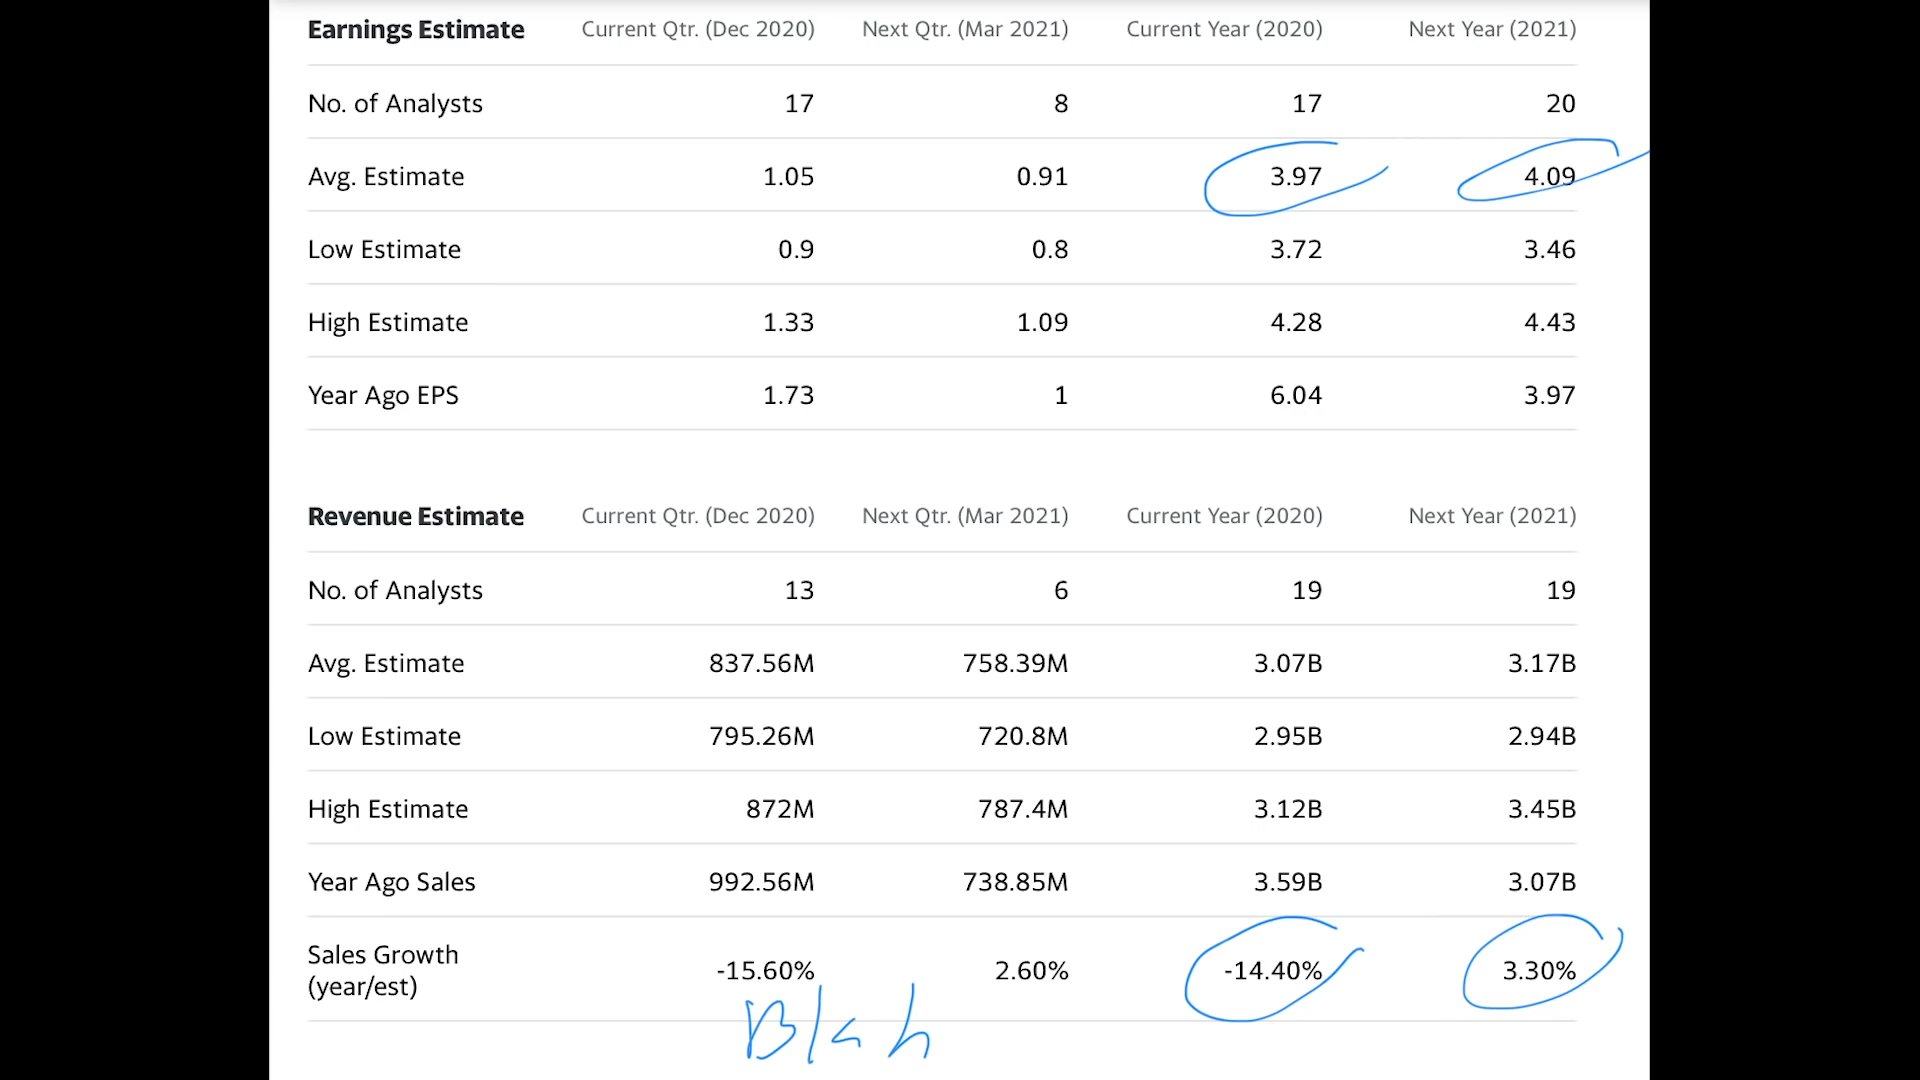 Earnings Estimate Current Qtr. (Dec 2020) Next Qtr. (Mar 2021) Current Year (2020) Next Year (2021)
No. of Analysts 17 8 17 20
Avg. Estimate 1.05 0.91 3.97 4.09
Low Estimate 0.9 0.8 3.72 3.46
High Estimate 1.33 1.09 4.28 4.43
Year Ago EPS 1.73 1 6.04 3.97
Revenue Estimate Current Qtr. (Dec 2020) Next Qtr. (Mar 2021) Current Year (2020) Next Year (2021)
No. of Analysts 13 6 19 19
Avg. Estimate 837.56M 758.39M 3.07B 3.17B
Low Estimate 795.26M 720.8M 2.95B 2.94B
High Estimate 872M 787.4M 3.12B 3.45B
Year Ago Sales 992.56M 738.85M 3.59B 3.07B
Sales Growth
(year/est) -15.60% 2.60% -14.40% 3.30%
Blah